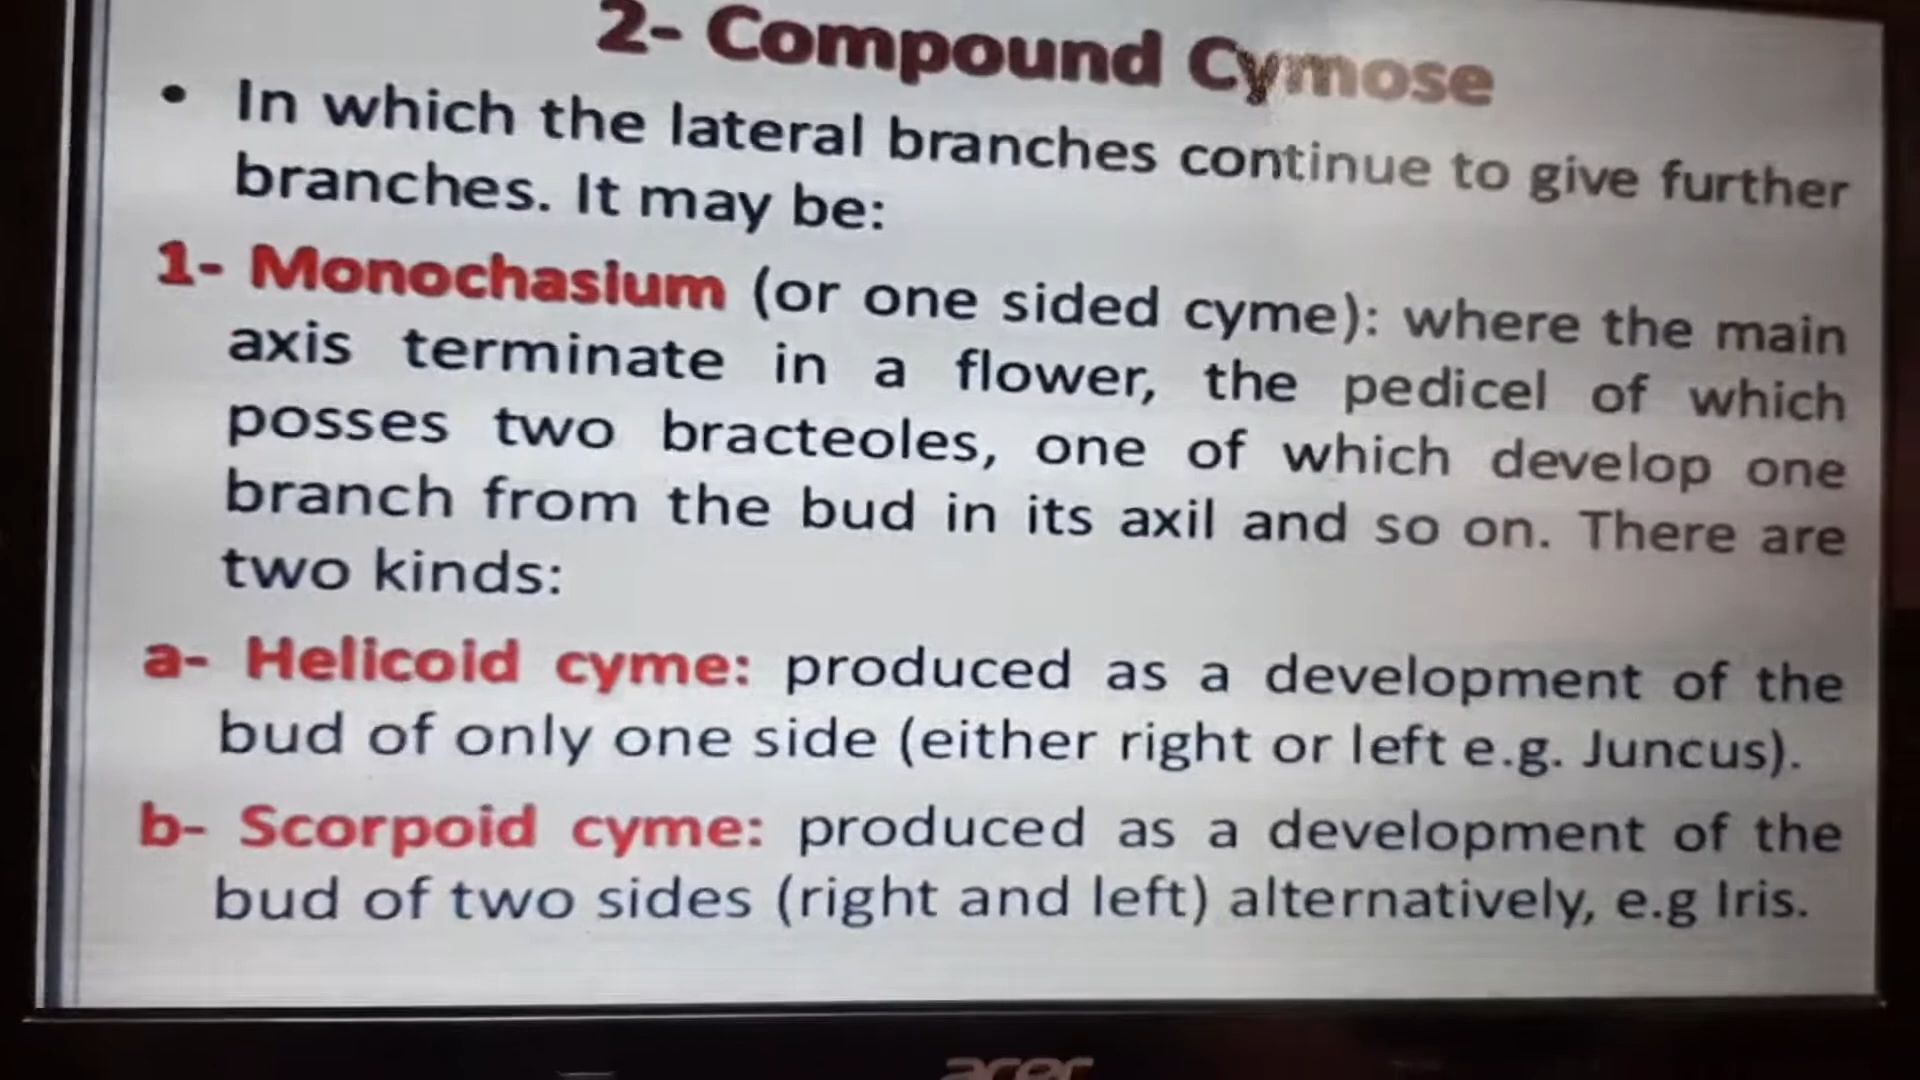 2- Compound Cymose
• In which the lateral branches continue to give further
branches. It may be:
1- Monochasium (or one sided cyme): where the main
axis terminate in a flower, the pedicel of which
posses two bracteoles, one of which develop one
branch from the bud in its axil and so on. There are
two kinds:
a- Helicoid cyme: produced as a development of the
bud of only one side (either right or left e.g. Juncus).
b- Scorpoid cyme: produced as a development of the
bud of two sides (right and left) alternatively, e.g Iris.
acer